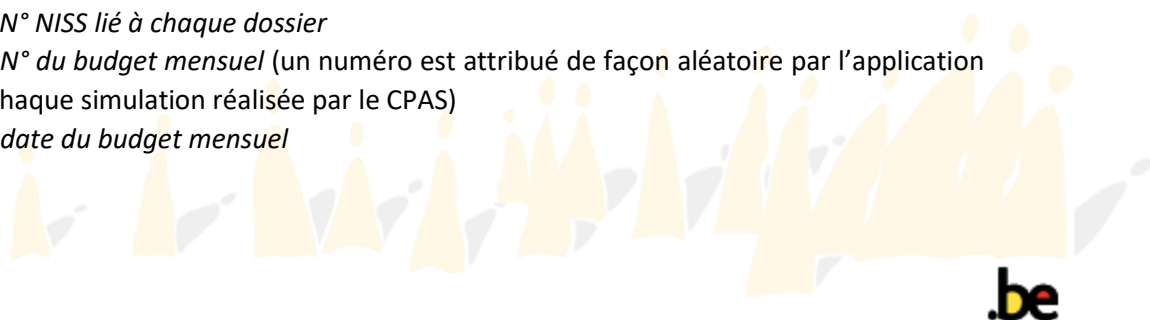 N° NISS lié à chaque dossier
N° du budget mensuel (un numéro est attribué de façon aléatoire par l’application
haque simulation réalisée par le CPAS)
date du budget mensuel
.be